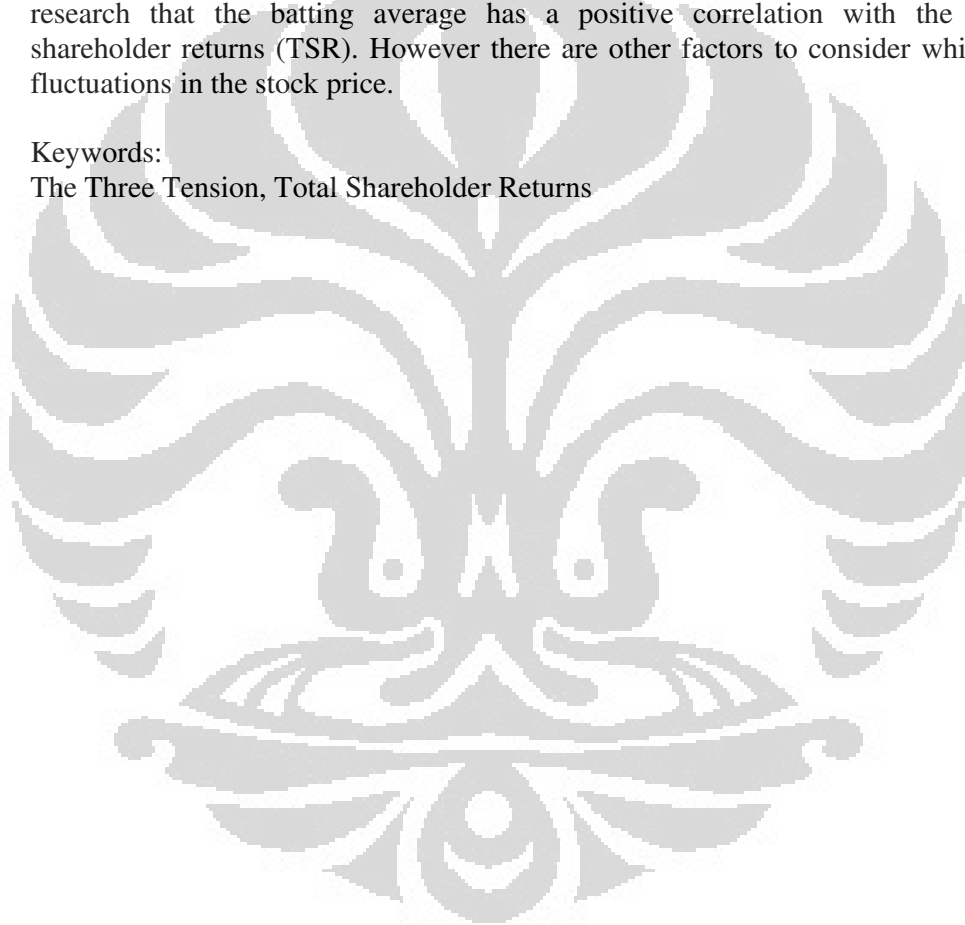 research that the batting average has a positive correlation with the
shareholder returns (TSR). However there are other factors to consider
fluctuations in the stock price.
Keywords:
The Three Tension, Total Shareholder Returns